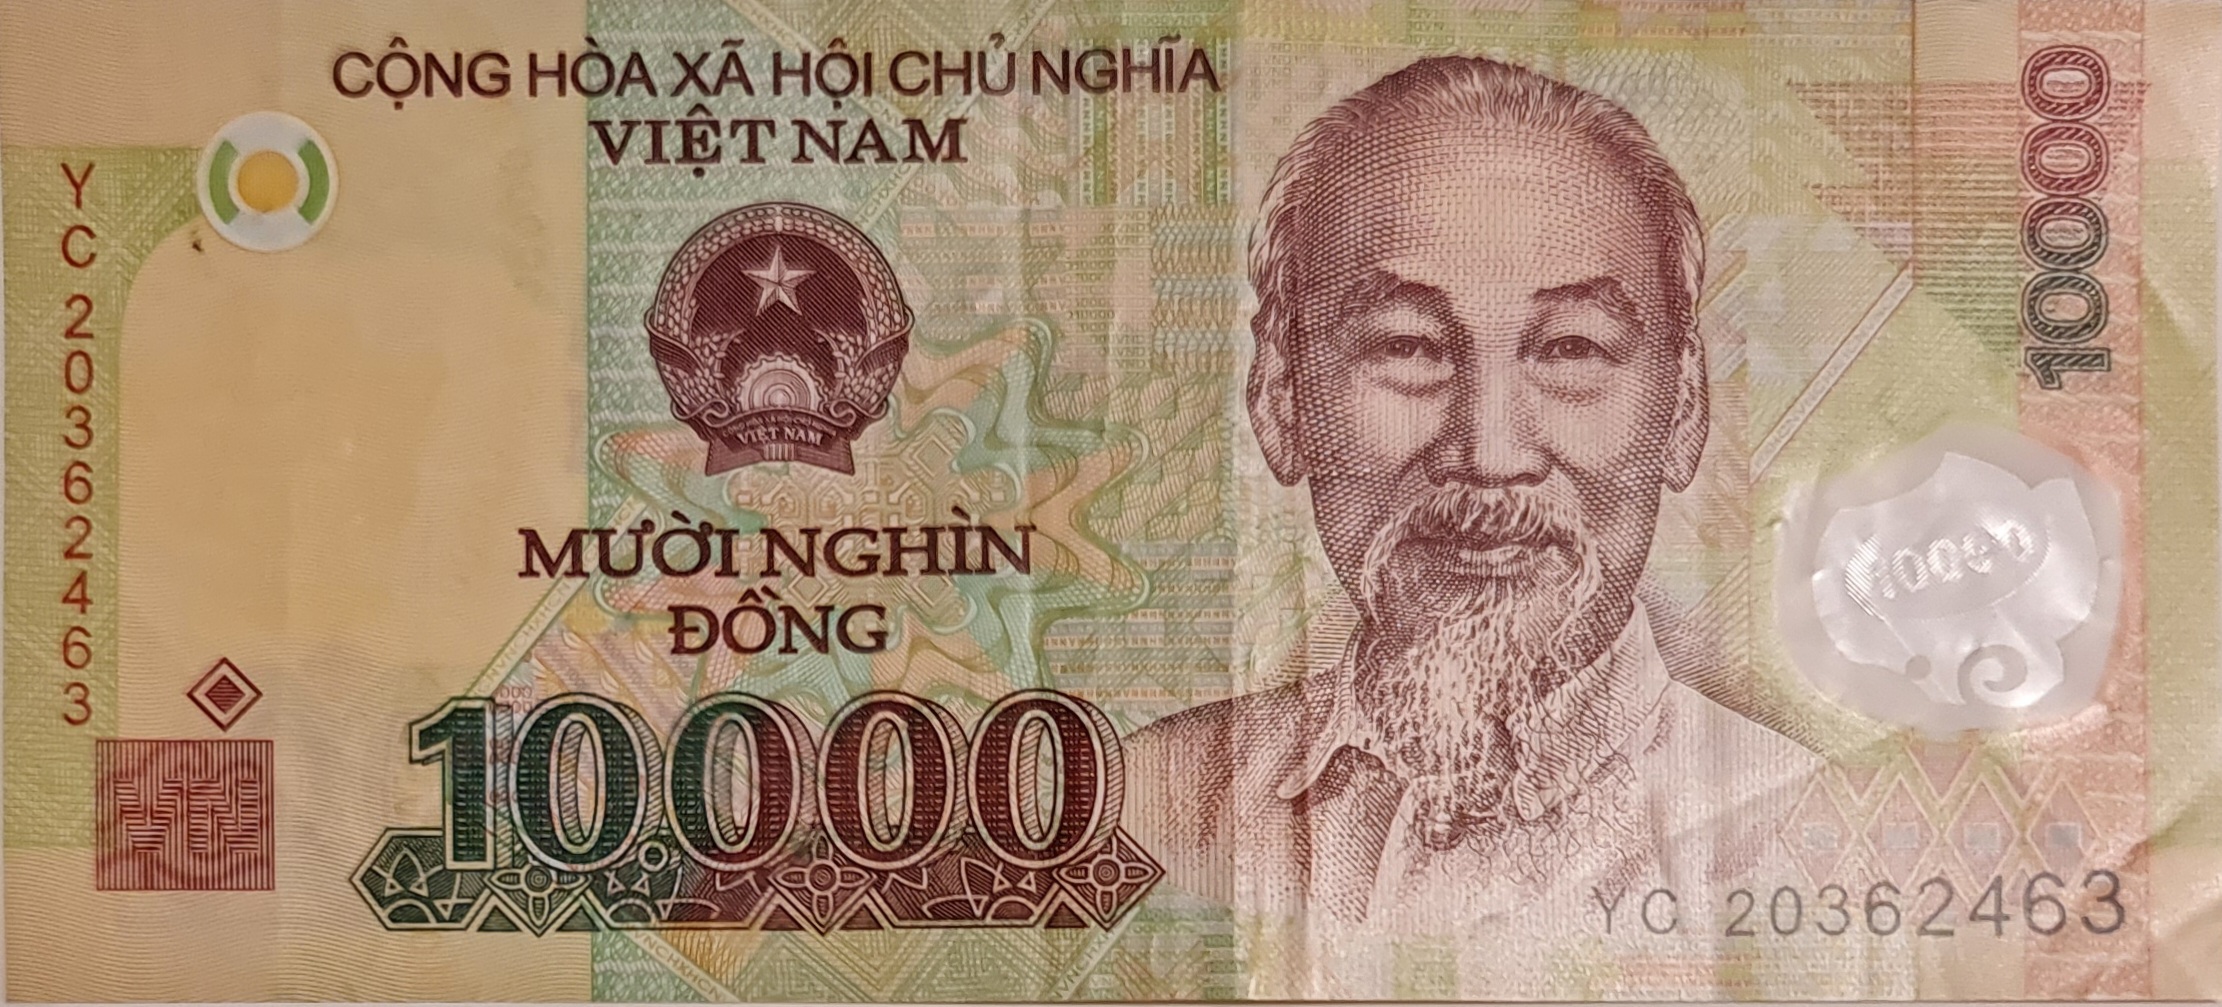 CỘNG HÒA XÃ HỘI CHỦ NGHĨA
VIỆT NAM
YC 20362463
VIỆT NAM
MƯỜI NGHÌN
ĐỒNG
10.000
VN
10000
10000
YC 20362463